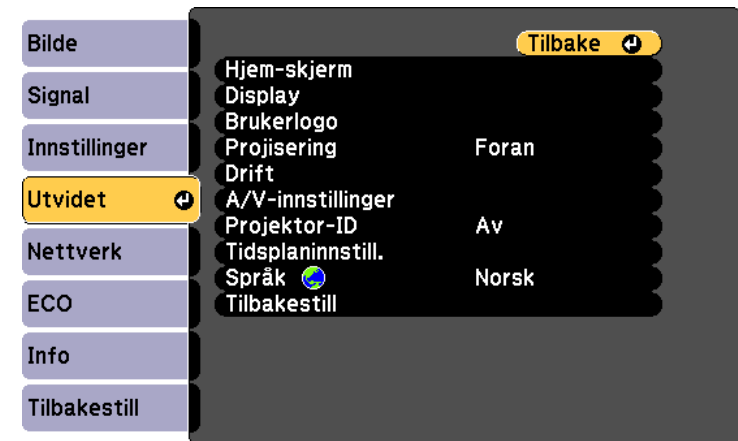 Bilde
Signal
Innstillinger
Utvidet
Nettverk
ECO
Info
Tilbakestill
Tilbake
Hjem-skjerm
Display
Brukerlogo
Projisering Foran
Drift
A/V-innstillinger
Projektor-ID Av
Tidsplaninnstill.
Språk Norsk
Tilbakestill